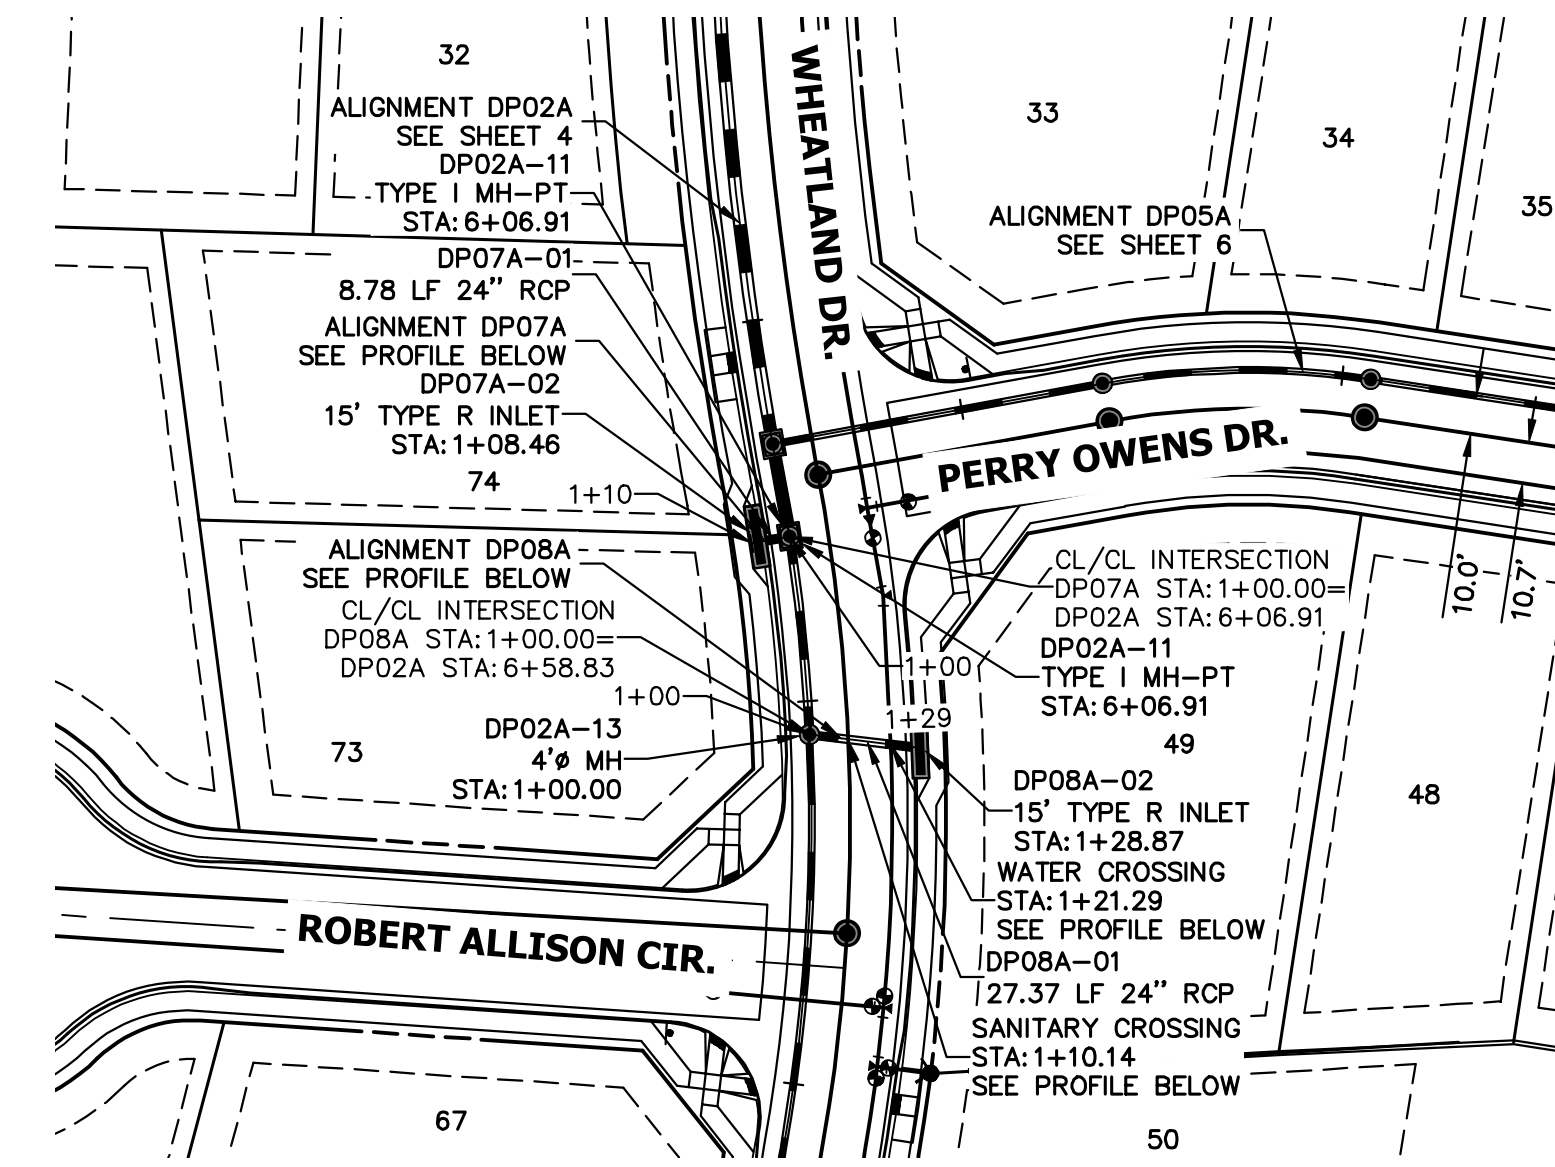 32
ALIGNMENT DP02A
SEE SHEET 4
DP02A-11
TYPE I MH-PT
STA: 6+06.91
DP07A-01
8.78 LF 24" RCP
ALIGNMENT DP07A
SEE PROFILE BELOW
DP07A-02
15' TYPE R INLET
STA: 1+08.46
74
1+10
ALIGNMENT DP08A
SEE PROFILE BELOW
CL/CL INTERSECTION
DP08A STA: 1+00.00=
DP02A STA: 6+58.83
1+00
DP02A-13
4'ø MH
STA: 1+00.00
73
WHEATLAND DR.
33
34
35
ALIGNMENT DP05A
SEE SHEET 6
PERRY OWENS DR.
10.0'
10.7'
CL/CL INTERSECTION
DP07A STA: 1+00.00=
DP02A STA: 6+06.91
DP02A-11
TYPE I MH-PT
STA: 6+06.91
1+00
1+29
49
48
DP08A-02
15' TYPE R INLET
STA: 1+28.87
WATER CROSSING
STA: 1+21.29
SEE PROFILE BELOW
DP08A-01
27.37 LF 24" RCP
SANITARY CROSSING
STA: 1+10.14
SEE PROFILE BELOW
ROBERT ALLISON CIR.
67
50